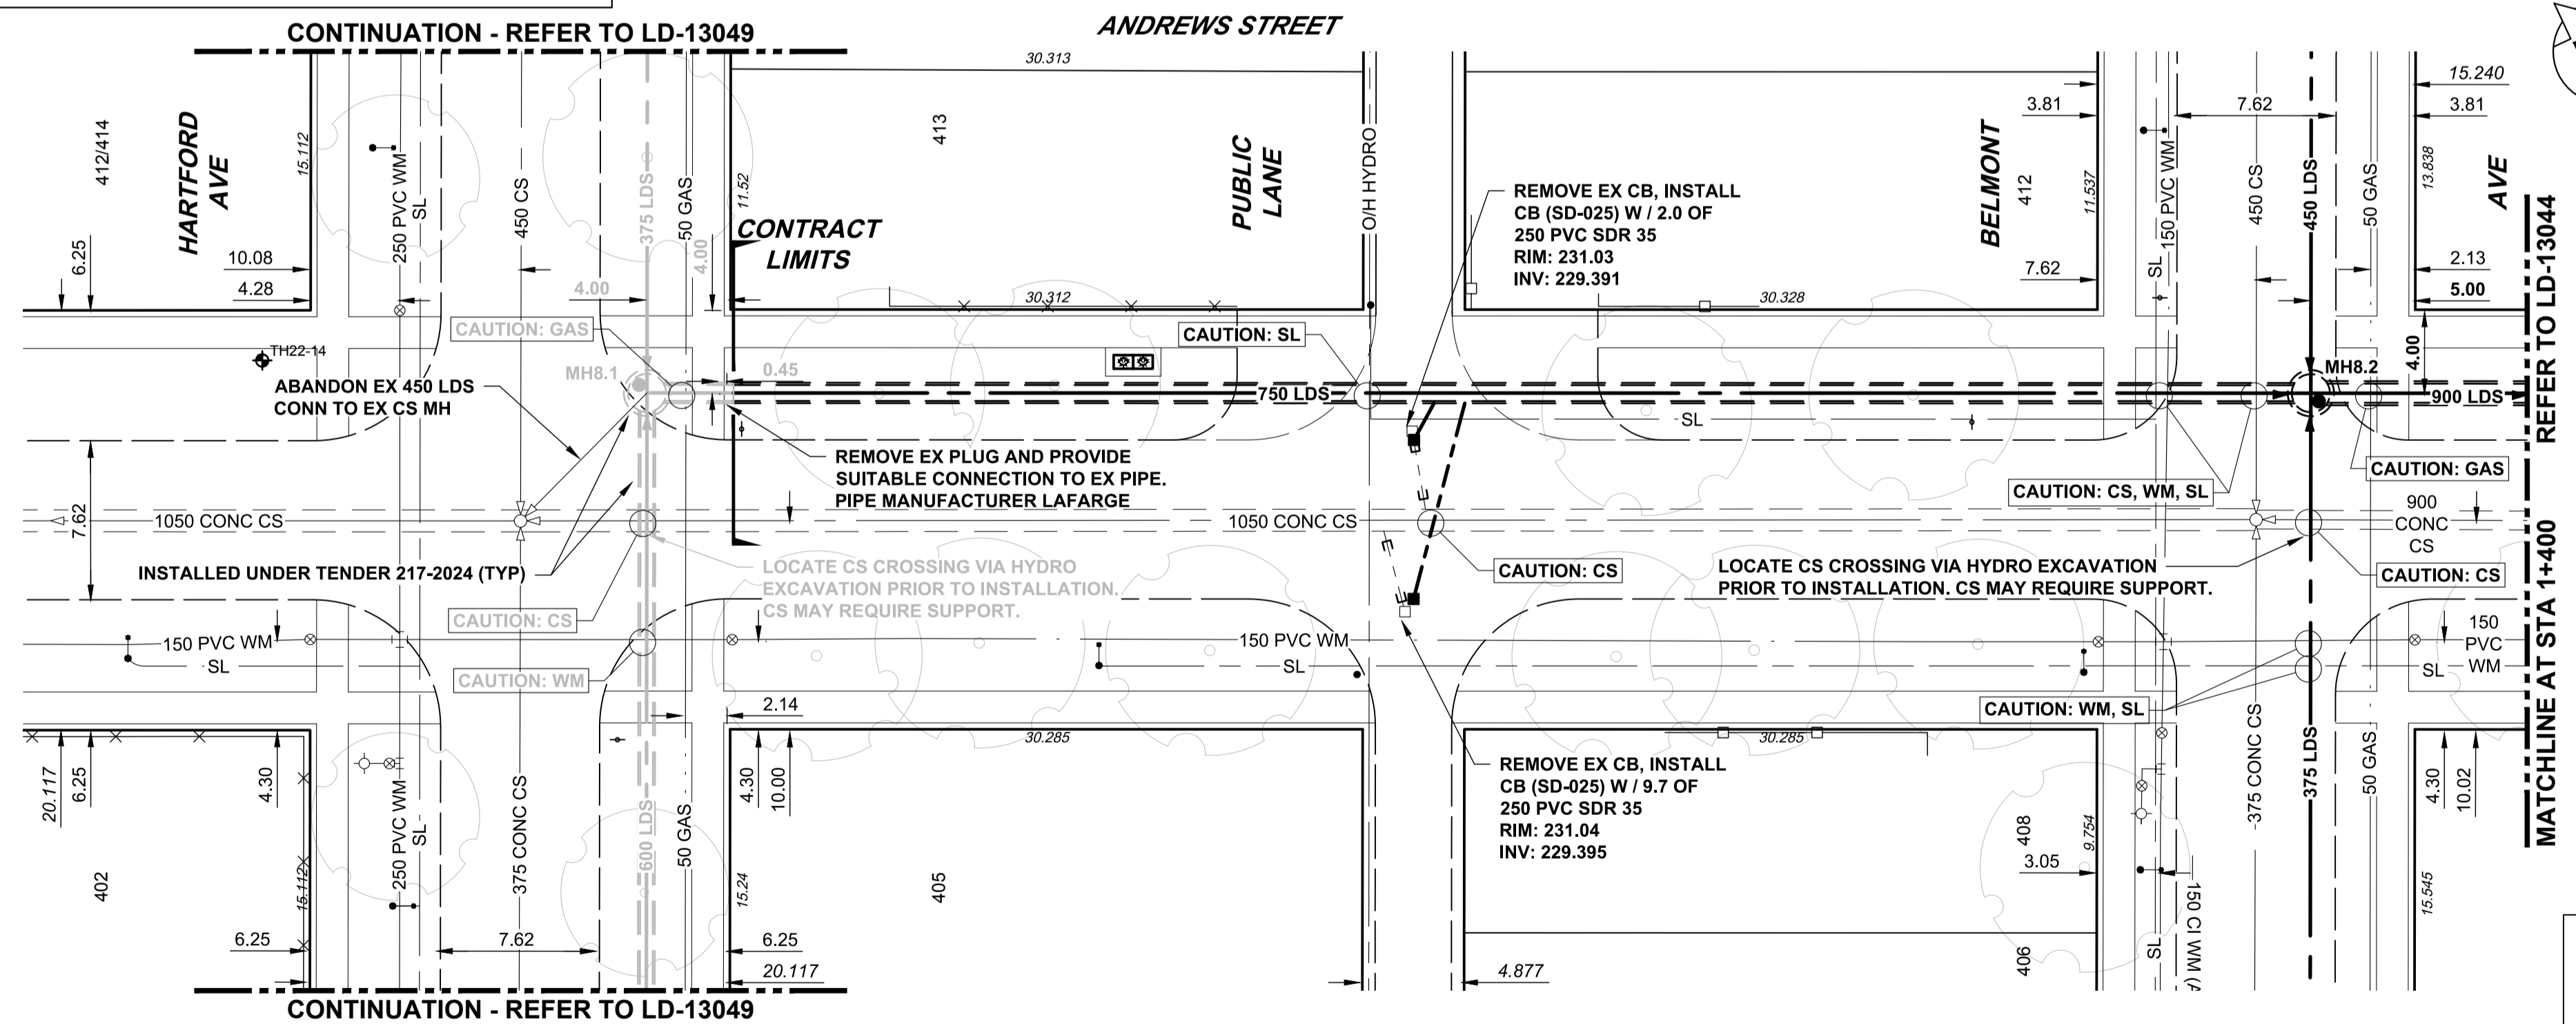 CONTINUATION - REFER TO LD-13049
ANDREWS STREET
30.313
15.240
3.81
7.62
3.81
412/414
HARTFORD
AVE
15.112
250 PVC WM
SL
450 CS
375 LDS
50 GAS
11.52
413
PUBLIC
LANE
O/H HYDRO
REMOVE EX CB, INSTALL
CB (SD-025) W / 2.0 OF
250 PVC SDR 35
RIM: 231.03
INV: 229.391
BELMONT
412
11.537
150 PVC WM
SL
450 CS
450 LDS
50 GAS
13.838
AVE
CONTRACT
LIMITS
6.25
10.08
4.28
4.00
4.00
7.62
2.13
5.00
30.312
30.328
CAUTION: GAS
CAUTION: SL
4.00
TH22-14
MH8.1
0.45
MH8.2
ABANDON EX 450 LDS
CONN TO EX CS MH
750 LDS
900 LDS
SL
REFER TO LD-13044
REMOVE EX PLUG AND PROVIDE
SUITABLE CONNECTION TO EX PIPE.
PIPE MANUFACTURER LAFARGE
CAUTION: GAS
CAUTION: CS, WM, SL
7.62
1050 CONC CS
1050 CONC CS
900
CONC
CS
INSTALLED UNDER TENDER 217-2024 (TYP)
LOCATE CS CROSSING VIA HYDRO
EXCAVATION PRIOR TO INSTALLATION.
CS MAY REQUIRE SUPPORT.
CAUTION: CS
LOCATE CS CROSSING VIA HYDRO EXCAVATION
PRIOR TO INSTALLATION. CS MAY REQUIRE SUPPORT.
CAUTION: CS
MATCHLINE AT STA 1+400
CAUTION: CS
150 PVC WM
SL
150 PVC WM
SL
150
PVC
WM
SL
CAUTION: WM
CAUTION: WM, SL
2.14
30.285
30.285
20.117
6.25
4.30
250 PVC WM
SL
375 CONC CS
600 LDS
50 GAS
4.30
10.00
REMOVE EX CB, INSTALL
CB (SD-025) W / 9.7 OF
250 PVC SDR 35
RIM: 231.04
INV: 229.395
375 CONC CS
375 LDS
50 GAS
4.30
10.02
402
15.112
15.24
405
408
9.754
3.05
150 CI WM (A
15.545
6.25
7.62
6.25
20.117
4.877
406
SL
CONTINUATION - REFER TO LD-13049